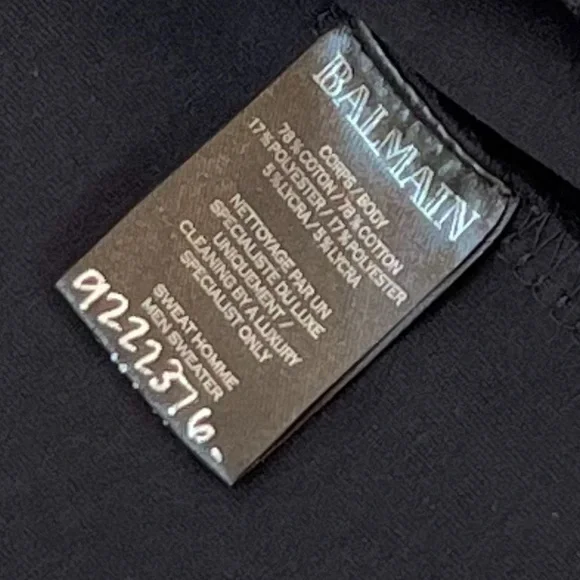 BALMAIN
CORPS / BODY
78 % COTON / 78 % COTTON
17 % POLYESTER / 17 % POLYESTER
5 % LYCRA / 5 % LYCRA
NETTOYAGE PAR UN
SPECIALISTE DU LUXE
UNIQUEMENT /
CLEANING BY A LUXURY
SPECIALIST ONLY
SWEAT HOMME
MEN SWEATER
9222376.